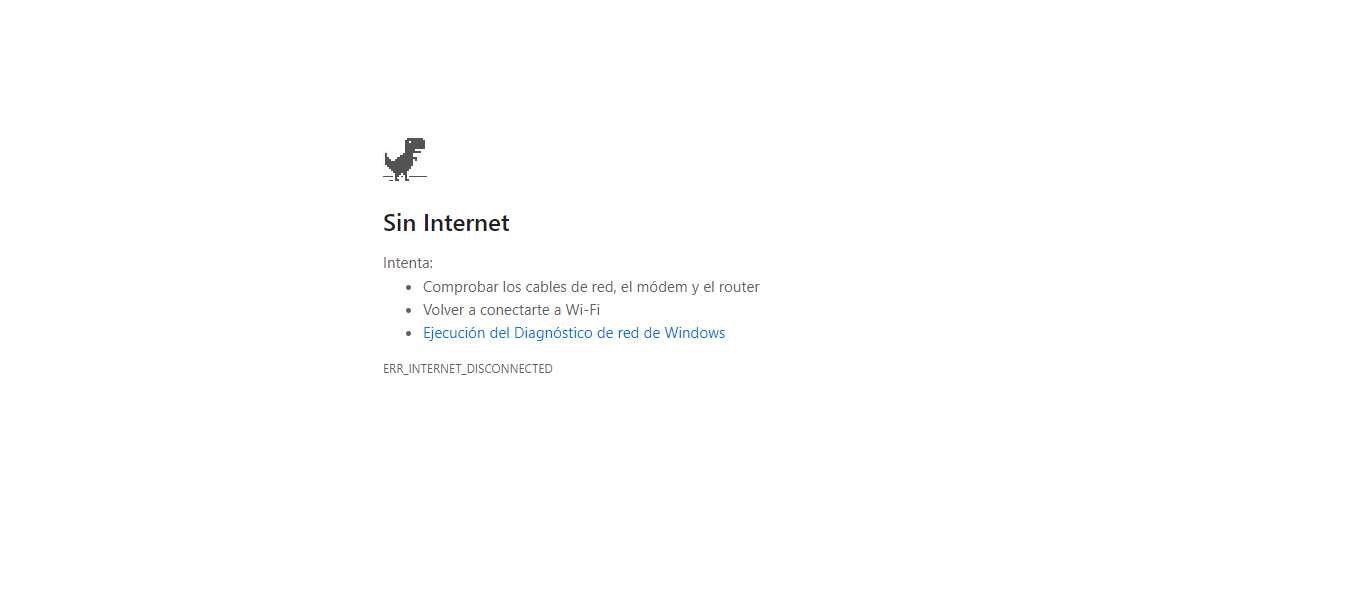 Sin Internet
Intenta:
Comprobar los cables de red, el módem y el router
Volver a conectarte a Wi-Fi
Ejecución del Diagnóstico de red de Windows
ERR_INTERNET_DISCONNECTED